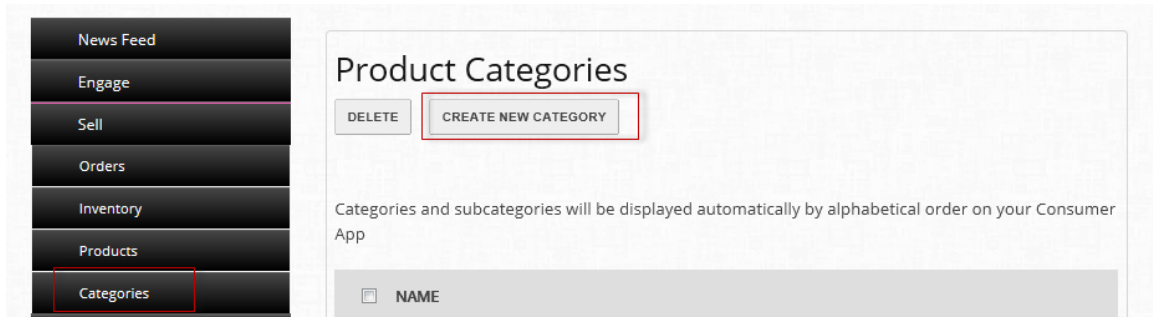 News Feed
Engage
Sell
Orders
Inventory
Products
Categories
Product Categories
DELETE
CREATE NEW CATEGORY
Categories and subcategories will be displayed automatically by alphabetical order on your Consumer
App
NAME